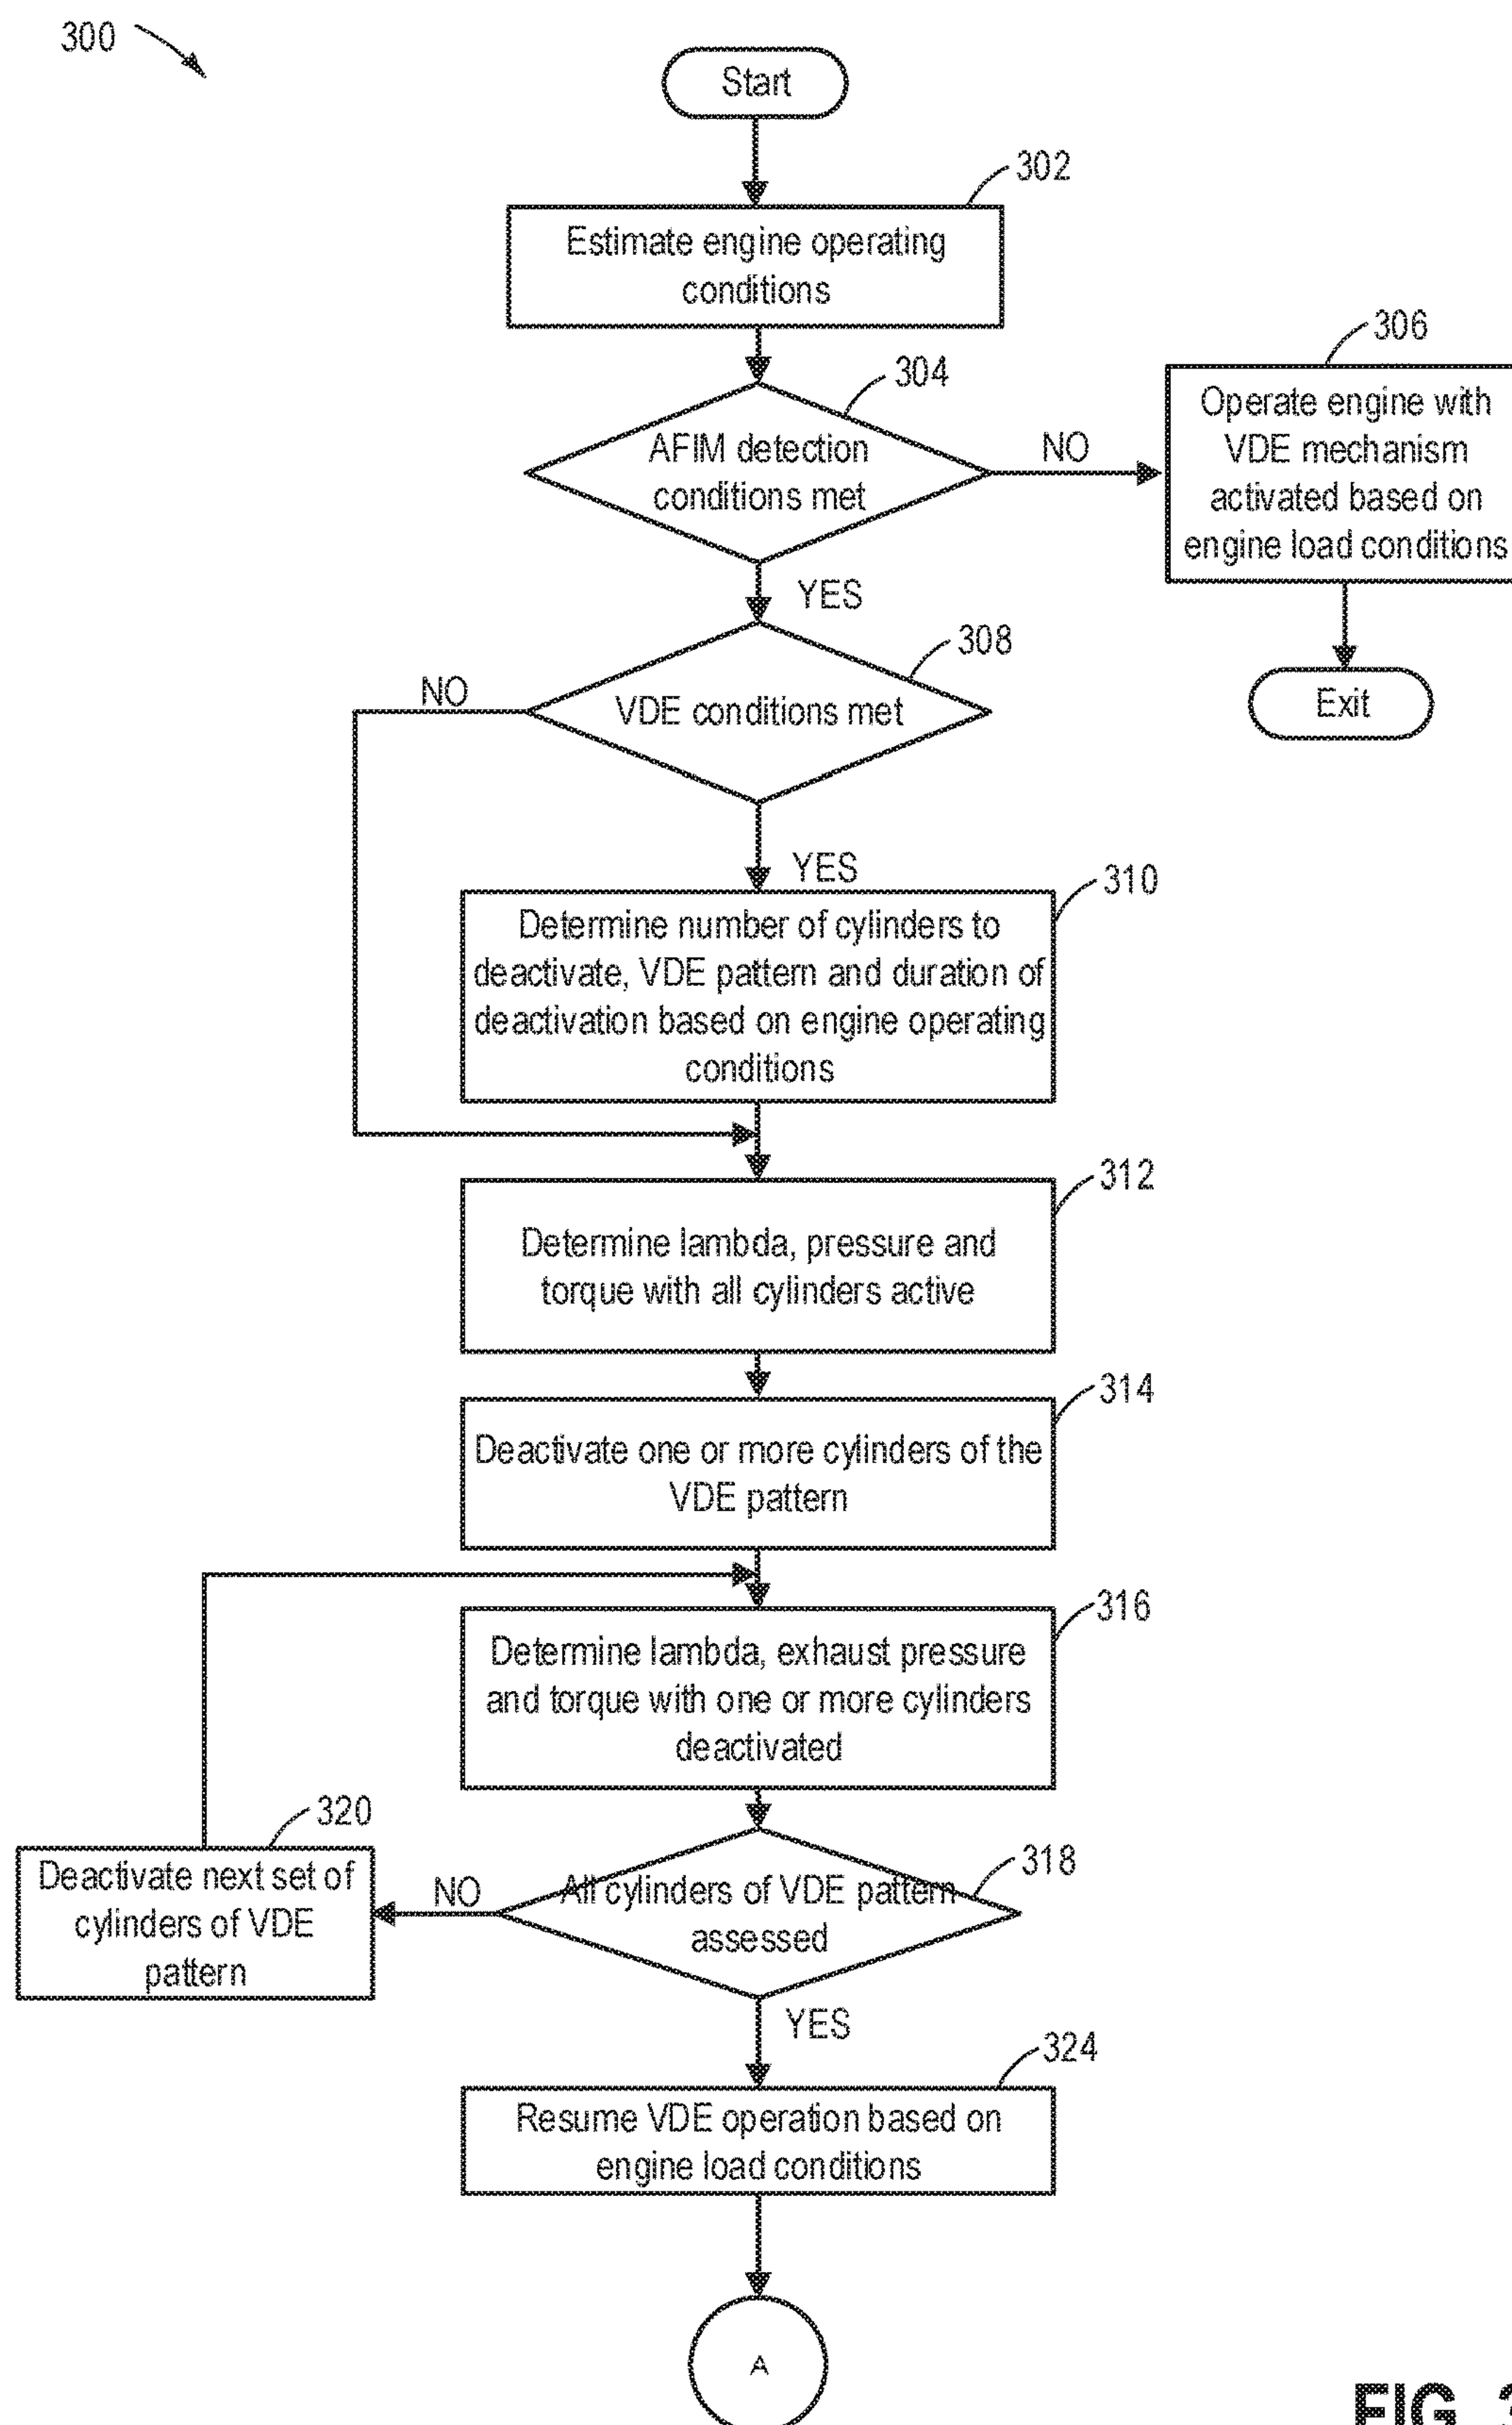 300
Start
302
Estimate engine operating
conditions
304
AFIM detection
conditions met
NO
306
Operate engine with
VDE mechanism
activated based on
engine load conditions
Exit
YES
308
VDE conditions met
NO
YES
310
Determine number of cylinders to
deactivate, VDE pattern and duration of
deactivation based on engine operating
conditions
312
Determine lambda, pressure and
torque with all cylinders active
314
Deactivate one or more cylinders of the
VDE pattern
316
Determine lambda, exhaust pressure
and torque with one or more cylinders
deactivated
318
All cylinders of VDE pattern
assessed
NO
320
Deactivate next set of
cylinders of VDE
pattern
YES
324
Resume VDE operation based on
engine load conditions
A
FIG.